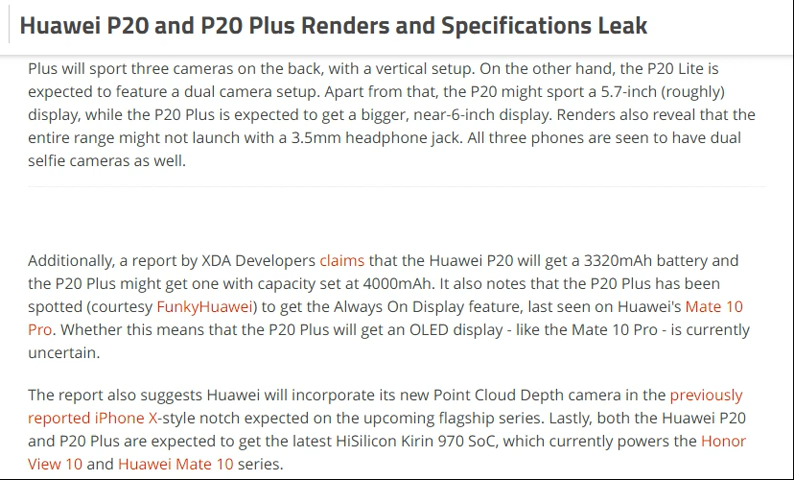 Huawei P20 and P20 Plus Renders and Specifications Leak
Plus will sport three cameras on the back, with a vertical setup. On the other hand, the P20 Lite is
expected to feature a dual camera setup. Apart from that, the P20 might sport a 5.7-inch (roughly)
display, while the P20 Plus is expected to get a bigger, near-6-inch display. Renders also reveal that the
entire range might not launch with a 3.5mm headphone jack. All three phones are seen to have dual
selfie cameras as well.
Additionally, a report by XDA Developers claims that the Huawei P20 will get a 3320mAh battery and
the P20 Plus might get one with capacity set at 4000mAh. It also notes that the P20 Plus has been
spotted (courtesy FunkyHuawei) to get the Always On Display feature, last seen on Huawei's Mate 10
Pro. Whether this means that the P20 Plus will get an OLED display - like the Mate 10 Pro - is currently
uncertain.
The report also suggests Huawei will incorporate its new Point Cloud Depth camera in the previously
reported iPhone X-style notch expected on the upcoming flagship series. Lastly, both the Huawei P20
and P20 Plus are expected to get the latest HiSilicon Kirin 970 SoC, which currently powers the Honor
View 10 and Huawei Mate 10 series.